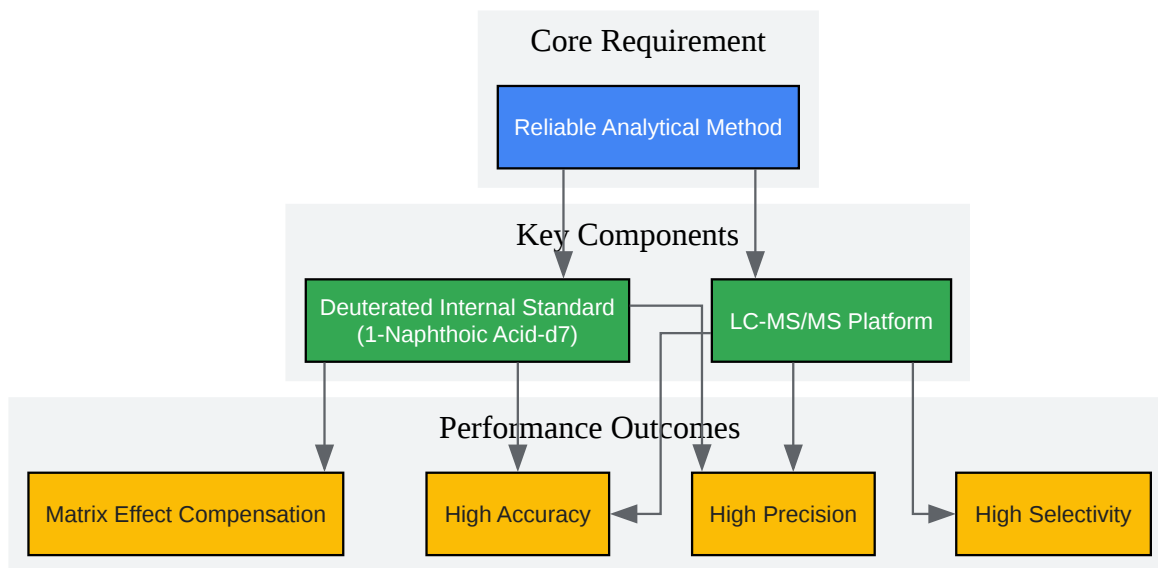 Core Requirement
Reliable Analytical Method
Key Components
Deuterated Internal Standard
(1-Naphthoic Acid-d7)
LC-MS/MS Platform
Performance Outcomes
Matrix Effect Compensation
High Accuracy
High Precision
High Selectivity